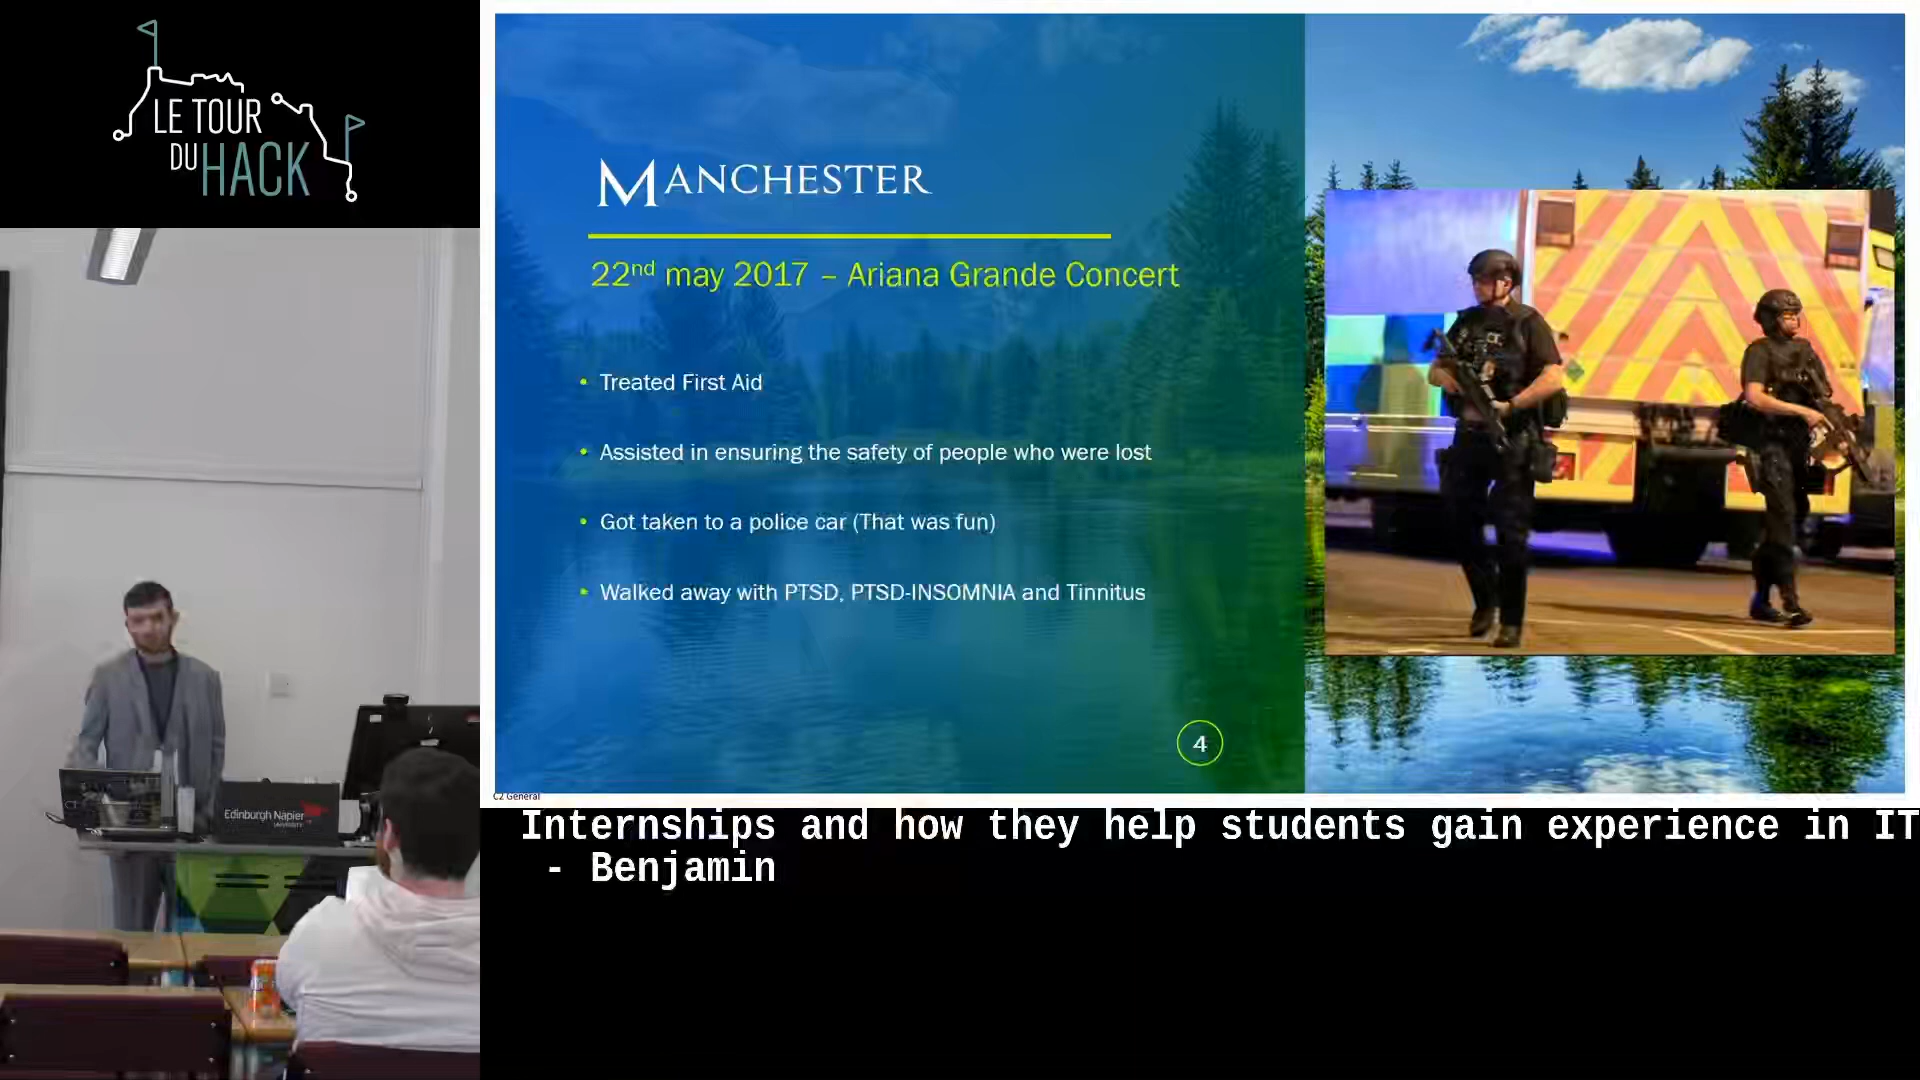 LE TOUR
DU HACK
MANCHESTER
22nd may 2017 – Ariana Grande Concert
• Treated First Aid
• Assisted in ensuring the safety of people who were lost
• Got taken to a police car (That was fun)
• Walked away with PTSD, PTSD-INSOMNIA and Tinnitus
4
C2 General
Edinburgh Napier
UNIVERSITY
Internships and how they help students gain experience in IT
- Benjamin